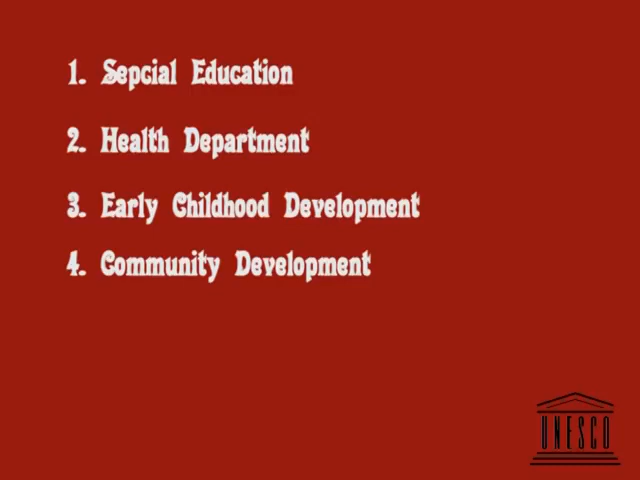 1. Sepcial Education
2. Health Department
3. Early Childhood Development
4. Community Development
UNESCO